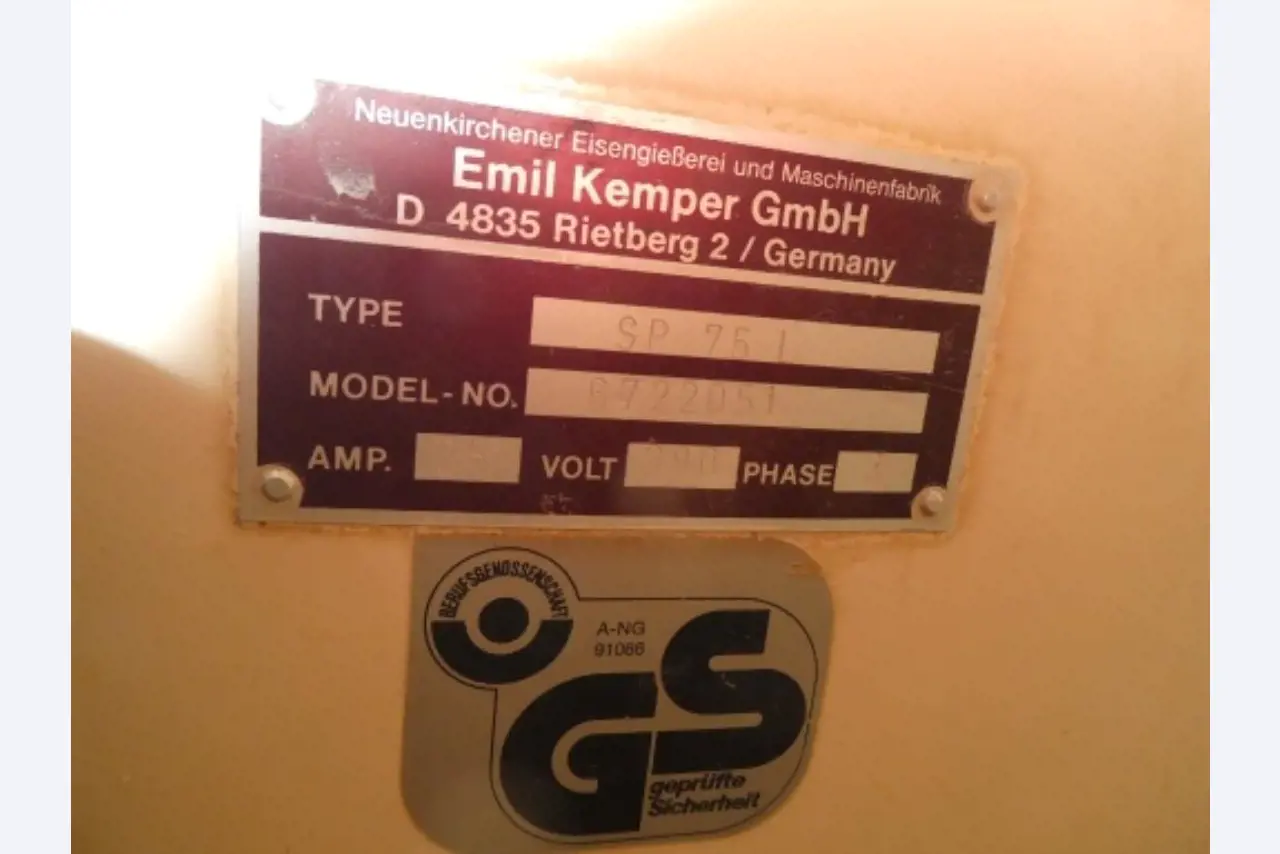 Neuenkirchener Eisengießerei und Maschinenfabrik
Emil Kemper GmbH
D 4835 Rietberg 2 / Germany
TYPE SP 75 L
MODEL-NO.
AMP. VOLT PHASE
BERUFSGENOSSENSCHAFT
A-NG
91066
GS
geprüfte
Sicherheit